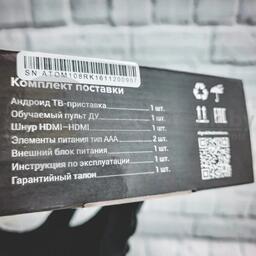 SN ATOM108RK1611200957
Комплект поставки
Андроид ТВ-приставка 1 шт.
Обучаемый пульт ДУ 1 шт.
Шнур HDMI-HDMI 1 шт.
Элементы питания тип ААА 2 шт.
Внешний блок питания 1 шт.
Инструкция по эксплуатации 1 шт.
Гарантийный талон 1 шт.
EAC